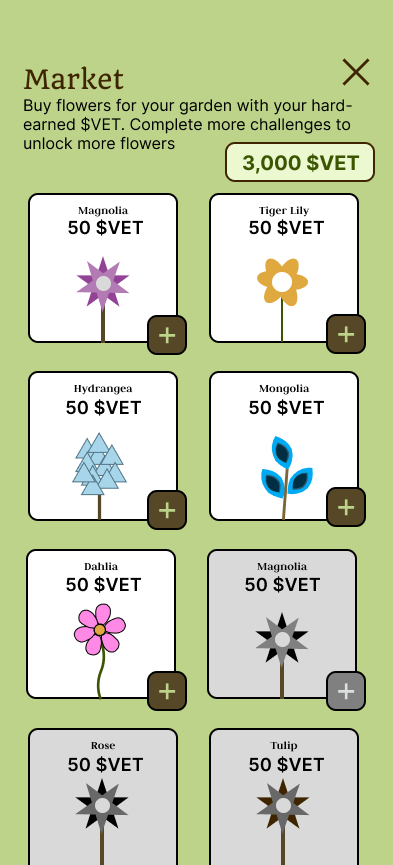 Market
Buy flowers for your garden with your hard-
earned $VET. Complete more challenges to
unlock more flowers
3,000 $VET
Magnolia
50 $VET
Tiger Lily
50 $VET
Hydrangea
50 $VET
Mongolia
50 $VET
Dahlia
50 $VET
Magnolia
50 $VET
Rose
50 $VET
Tulip
50 $VET